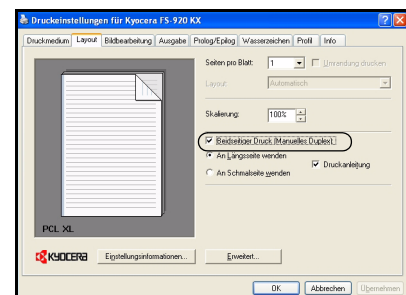 Druckeinstellungen für Kyocera FS-920 KX
Druckmedium Layout Bildbearbeitung Ausgabe Prolog/Epilog Wasserzeichen Profil Info
Seiten pro Blatt: 1 Umrandung drucken
Layout: Automatisch
Skalierung: 100%
Beidseitiger Druck (Manuelles Duplex)
An Längsseite wenden
Druckanleitung
An Schmalseite wenden
PCL XL
KYOCERA Einstellungsinformationen... Erweitert...
OK Abbrechen Übernehmen